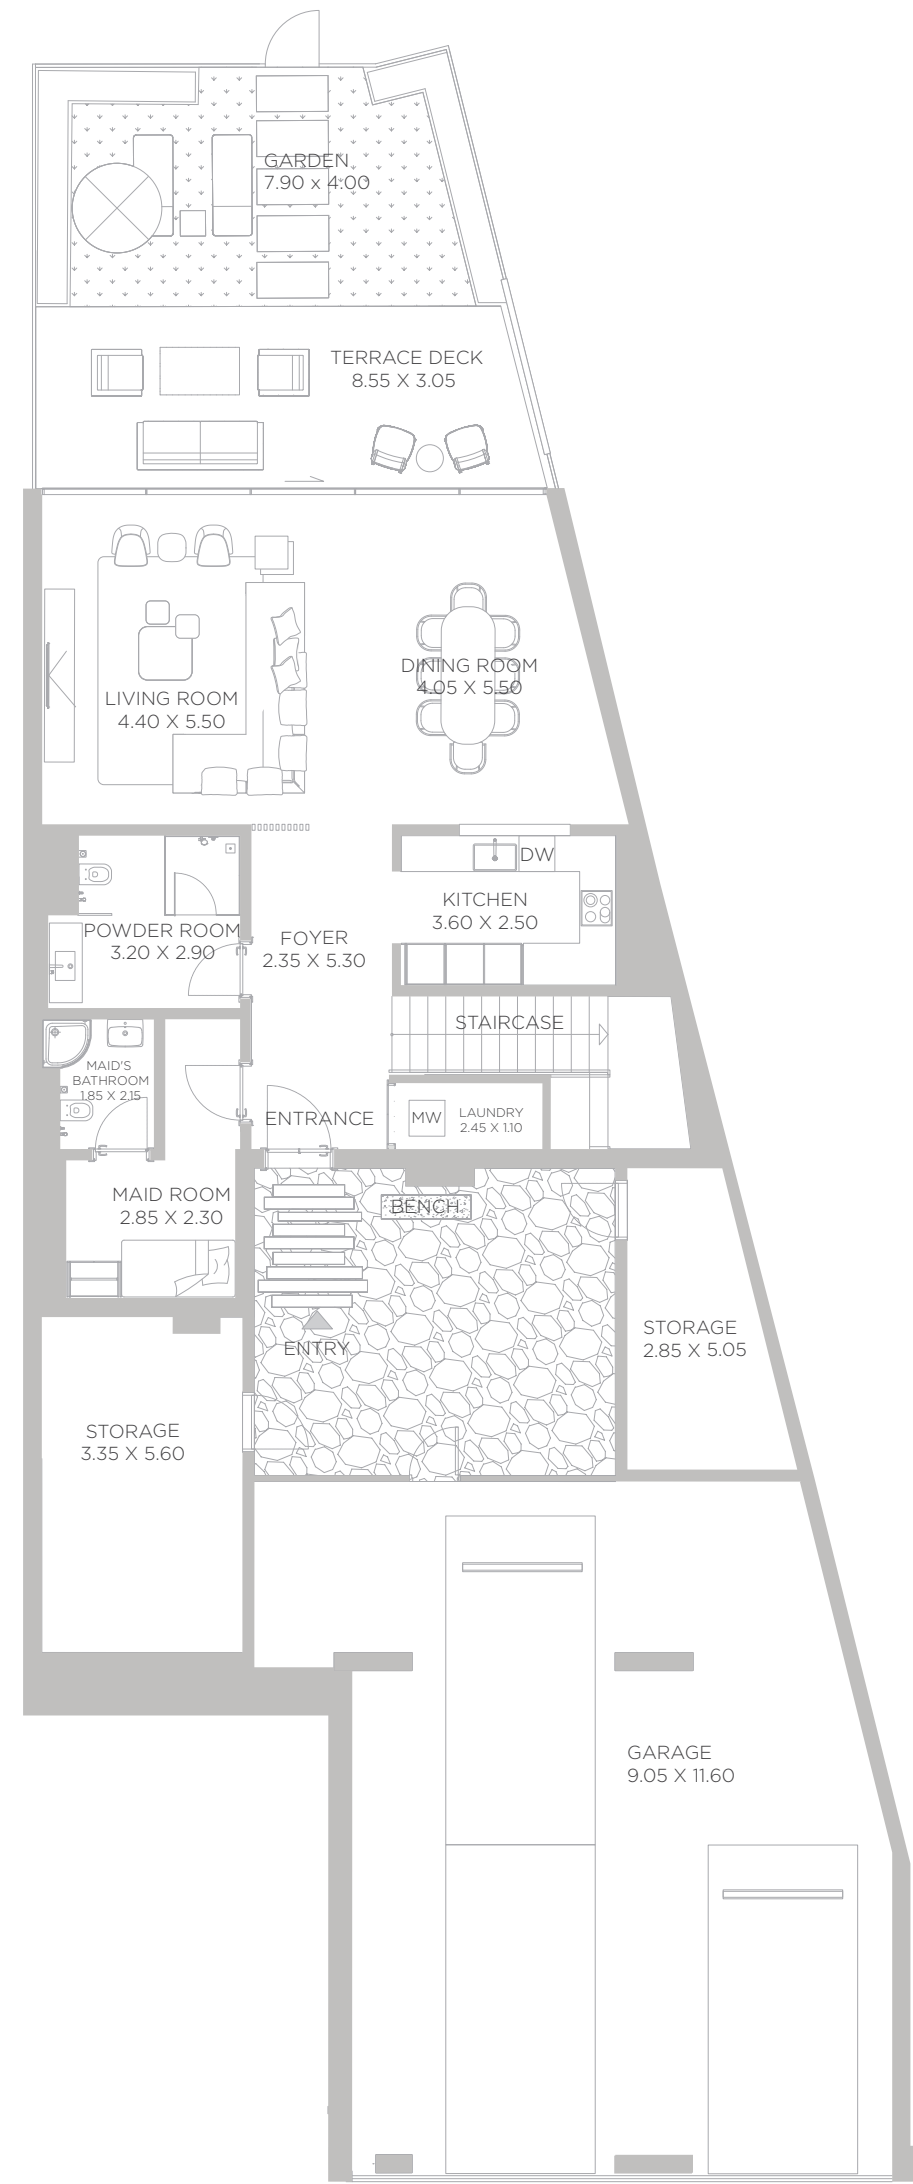 GARDEN
7.90 x 4.00
TERRACE DECK
8.55 X 3.05
DINING ROOM
4.05 X 5.50
LIVING ROOM
4.40 X 5.50
DW
KITCHEN
3.60 X 2.50
POWDER ROOM
3.20 X 2.90
FOYER
2.35 X 5.30
STAIRCASE
MAID'S
BATHROOM
1.85 X 2.15
ENTRANCE
MW
LAUNDRY
2.45 X 1.10
MAID ROOM
2.85 X 2.30
BENCH
ENTRY
STORAGE
2.85 X 5.05
STORAGE
3.35 X 5.60
GARAGE
9.05 X 11.60